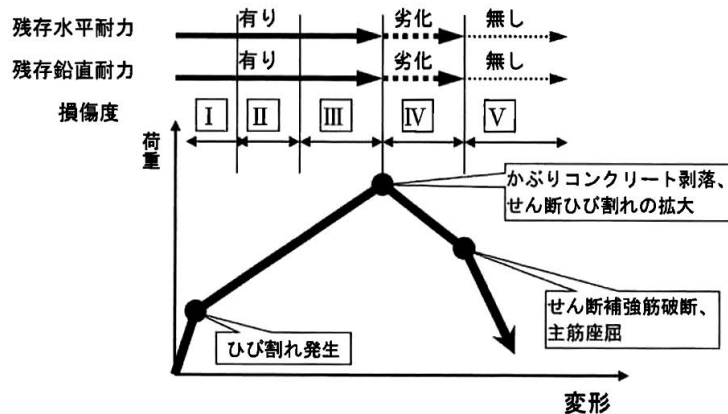 残存水平耐力
有り
劣化
無し
残存鉛直耐力
有り
劣化
無し
損傷度
Ⅰ
Ⅱ
Ⅲ
Ⅳ
Ⅴ
荷重
かぶりコンクリート剥落、
せん断ひび割れの拡大
せん断補強筋破断、
主筋座屈
ひび割れ発生
変形